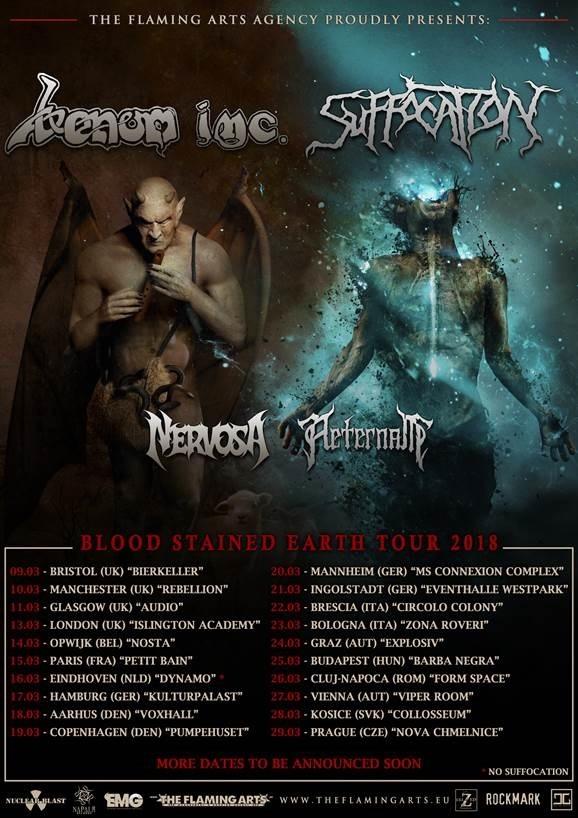 THE FLAMING ARTS AGENCY PROUDLY PRESENTS:
Venom inc.
SUFFOCATION
NERVOSA
Aeternam
BLOOD STAINED EARTH TOUR 2018
09.03 - BRISTOL (UK) “BIERKELLER”
10.03 - MANCHESTER (UK) “REBELLION”
11.03 - GLASGOW (UK) “AUDIO”
13.03 - LONDON (UK) “ISLINGTON ACADEMY”
14.03 - OPWIJK (BEL) “NOSTA”
15.03 - PARIS (FRA) “PETIT BAIN”
16.03 - EINDHOVEN (NLD) “DYNAMO” *
17.03 - HAMBURG (GER) “KULTURPALAST”
18.03 - AARHUS (DEN) “VOXHALL”
19.03 - COPENHAGEN (DEN) “PUMPEHUSET”
20.03 - MANNHEIM (GER) “MS CONNEXION COMPLEX”
21.03 - INGOLSTADT (GER) “EVENTHALLE WESTPARK”
22.03 - BRESCIA (ITA) “CIRCOLO COLONY”
23.03 - BOLOGNA (ITA) “ZONA ROVERI”
24.03 - GRAZ (AUT) “EXPLOSIV”
25.03 - BUDAPEST (HUN) “BARBA NEGRA”
26.03 - CLUJ-NAPOCA (ROM) “FORM SPACE”
27.03 - VIENNA (AUT) “VIPER ROOM”
28.03 - KOSICE (SVK) “COLLOSSEUM”
29.03 - PRAGUE (CZE) “NOVA CHMELNICE”
MORE DATES TO BE ANNOUNCED SOON
* NO SUFFOCATION
NUCLEAR BLAST
NAPALM
EMG
THE FLAMING ARTS
WWW.THEFLAMINGARTS.EU
Z
ROCKMARK